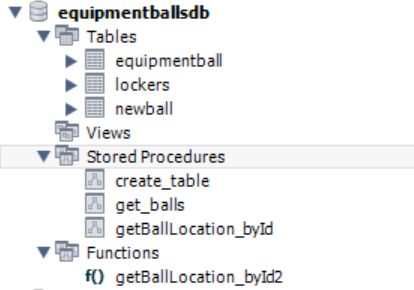 equipmentballsdb
Tables
equipmentball
lockers
newball
Views
Stored Procedures
create_table
get_balls
getBallLocation_byId
Functions
f() getBallLocation_byId2